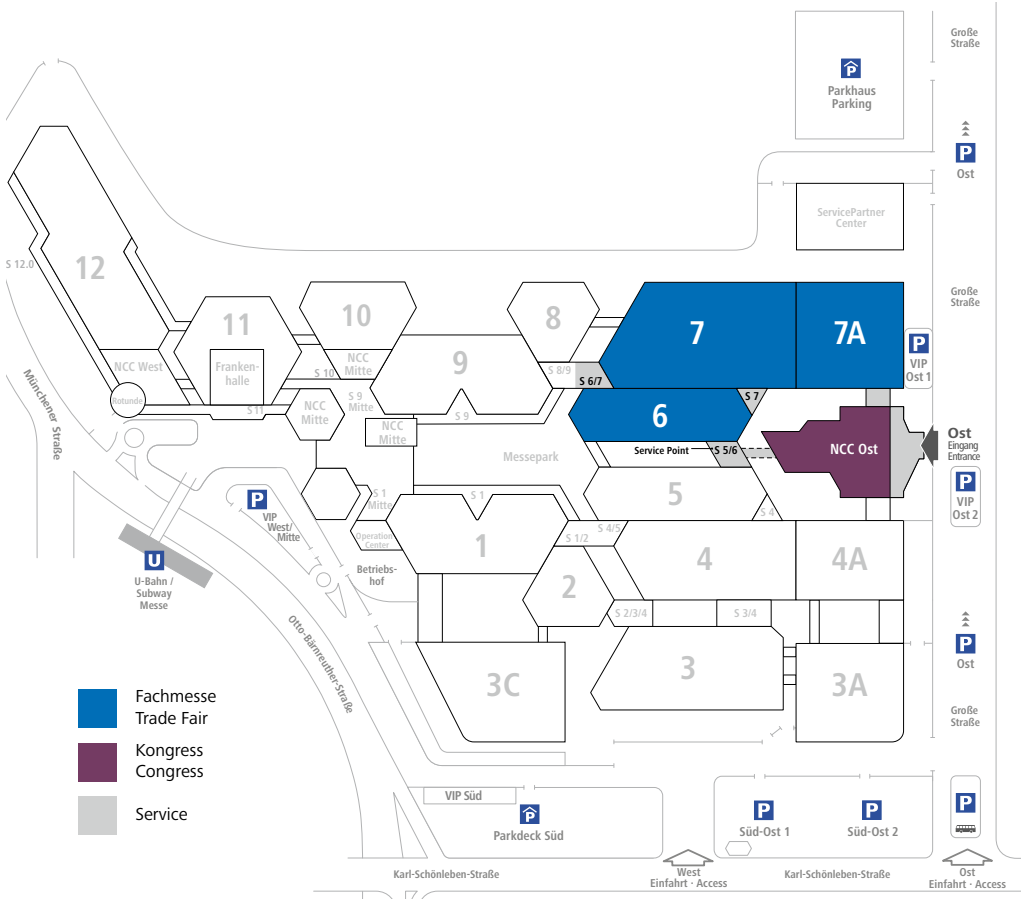 Große
Straße
P
Parkhaus
Parking
P
Ost
ServicePartner
Center
S 12.0
12
11
Franken-
halle
NCC West
Rotunde
S 11
10
NCC
Mitte
S 10
S 9
Mitte
NCC
Mitte
NCC
Mitte
9
S 9
8
S 8/9
S 6/7
7
7A
Große
Straße
P
VIP
Ost 1
6
S 7
Service Point
S 5/6
NCC Ost
Ost
Eingang
Entrance
P
VIP
Ost 2
Messepark
5
S 4
Münchener Straße
P
VIP
West/
Mitte
S 1
Mitte
S 1
Operation
Center
1
S 1/2
S 4/5
2
4
4A
Betriebs-
hof
U
U-Bahn /
Subway
Messe
Otto-Bärnreuther-Straße
S 2/3/4
S 3/4
3C
3
3A
P
Ost
Große
Straße
Fachmesse
Trade Fair
Kongress
Congress
Service
VIP Süd
P
Parkdeck Süd
P
Süd-Ost 1
P
Süd-Ost 2
P
Karl-Schönleben-Straße
West
Einfahrt · Access
Karl-Schönleben-Straße
Ost
Einfahrt · Access